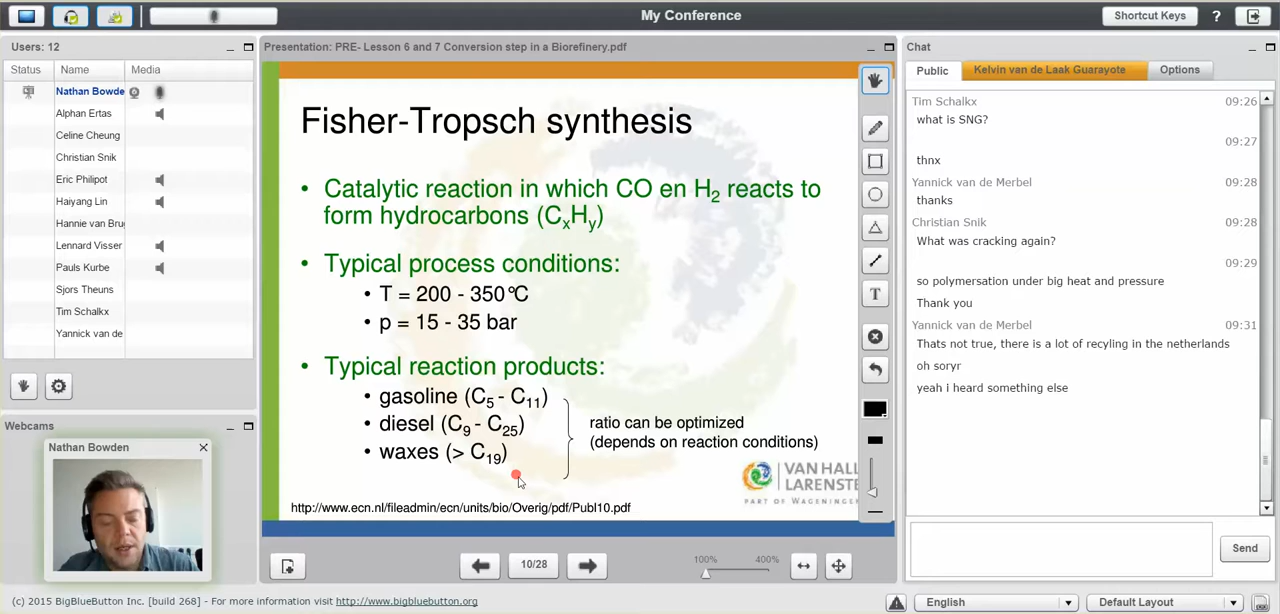 My Conference
Shortcut Keys
?
Users: 12
Status Name Media
Nathan Bowde
Alphan Ertas
Celine Cheung
Christian Snik
Eric Philipot
Haiyang Lin
Hannie van Bru
Lennard Visser
Pauls Kurbe
Sjors Theuns
Tim Schalkx
Yannick van de
Webcams
Nathan Bowden
Presentation: PRE- Lesson 6 and 7 Conversion step in a Biorefinery.pdf
Fisher-Tropsch synthesis
• Catalytic reaction in which CO en H2 reacts to
form hydrocarbons (CxHy)
• Typical process conditions:
• T = 200 - 350°C
• p = 15 - 35 bar
• Typical reaction products:
• gasoline (C5 - C11)
• diesel (C9 - C25)
• waxes (> C19)
ratio can be optimized
(depends on reaction conditions)
VAN HALL
LARENSTE
PART OF WAGENINGEN
http://www.ecn.nl/fileadmin/ecn/units/bio/Overig/pdf/Publ10.pdf
T
10/28
100% 400%
Chat
Public Kelvin van de Laak Guarayote Options
Tim Schalkx 09:26
what is SNG?
09:27
thnx
Yannick van de Merbel 09:28
thanks
Christian Snik 09:28
What was cracking again?
09:29
so polymersation under big heat and pressure
Thank you
Yannick van de Merbel 09:31
Thats not true, there is a lot of recyling in the netherlands
oh soryr
yeah i heard something else
Send
(c) 2015 BigBlueButton Inc. [build 268] - For more information visit http://www.bigbluebutton.org
English
Default Layout